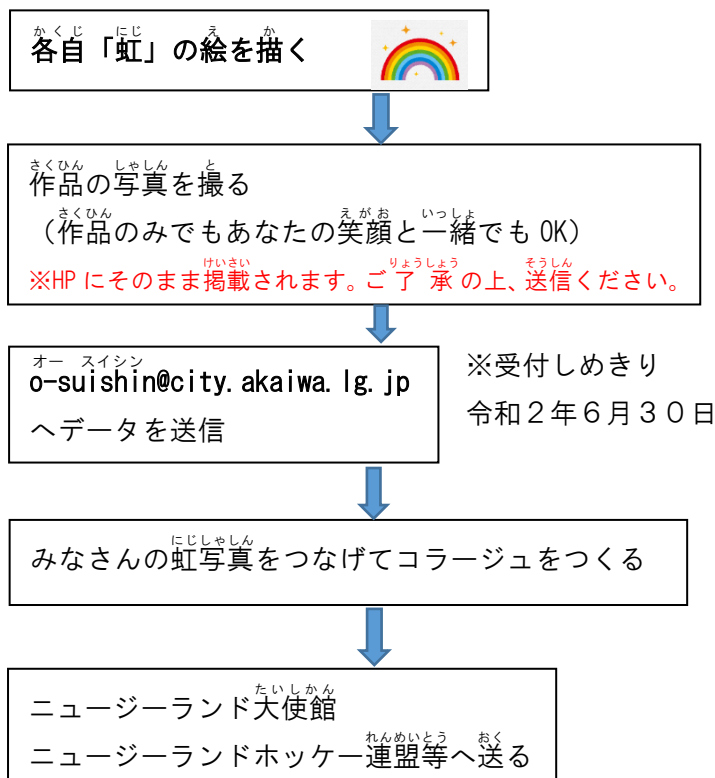 各自「虹」の絵を描く
作品の写真を撮る
（作品のみでもあなたの笑顔と一緒でも OK）
※HP にそのまま掲載されます。ご了承の上、送信ください。
o-suishin@city.akaiwa.lg.jp
へデータを送信
※受付しめきり
令和２年６月３０日
みなさんの虹写真をつなげてコラージュをつくる
ニュージーランド大使館
ニュージーランドホッケー連盟等へ送る